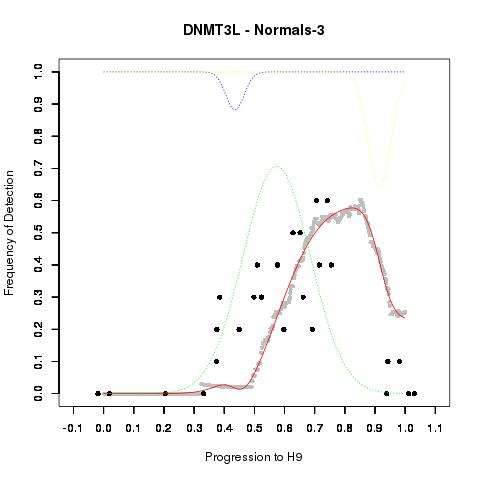 DNMT3L - Normals-3
Frequency of Detection
1.0
0.9
0.8
0.7
0.6
0.5
0.4
0.3
0.2
0.1
0.0
-0.1 0.0 0.1 0.2 0.3 0.4 0.5 0.6 0.7 0.8 0.9 1.0 1.1
Progression to H9